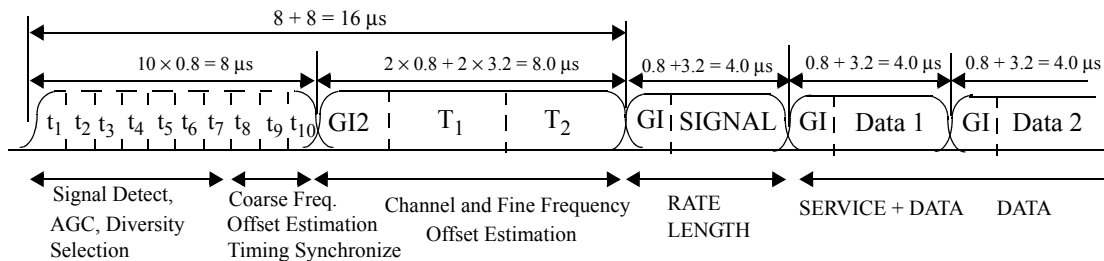 8 + 8 = 16 µs
10 × 0.8 = 8 µs
2 × 0.8 + 2 × 3.2 = 8.0 µs
0.8 +3.2 = 4.0 µs
0.8 + 3.2 = 4.0 µs
0.8 + 3.2 = 4.0 µs
t1 t2 t3 t4 t5 t6 t7 t8 t9 t10 GI2 T1 T2 GI SIGNAL GI Data 1 GI Data 2
Signal Detect,
AGC, Diversity
Selection
Coarse Freq.
Offset Estimation
Timing Synchronize
Channel and Fine Frequency
Offset Estimation
RATE
LENGTH
SERVICE + DATA
DATA